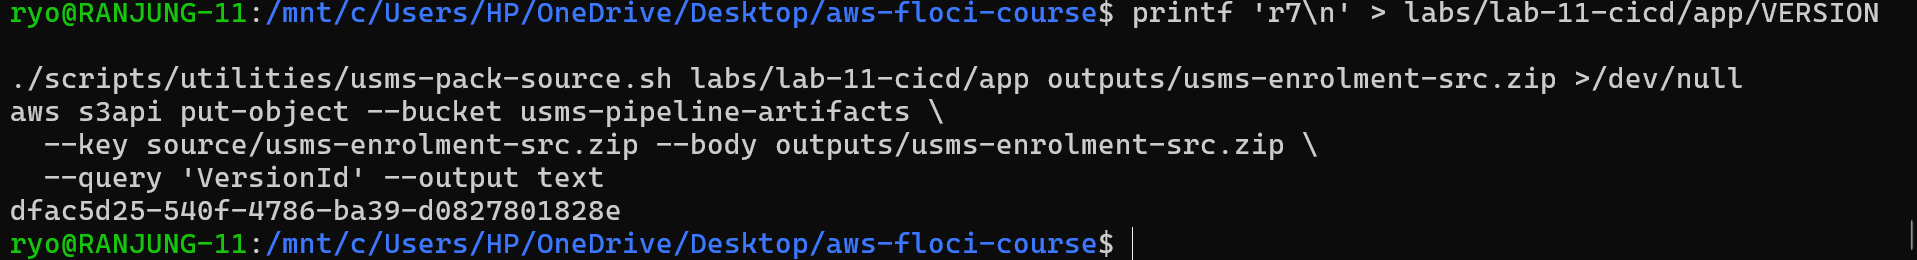 ryo@RANJUNG-11:/mnt/c/Users/HP/OneDrive/Desktop/aws-floci-course$ printf 'r7\n' > labs/lab-11-cicd/app/VERSION
./scripts/utilities/usms-pack-source.sh labs/lab-11-cicd/app outputs/usms-enrolment-src.zip >/dev/null
aws s3api put-object --bucket usms-pipeline-artifacts \
  --key source/usms-enrolment-src.zip --body outputs/usms-enrolment-src.zip \
  --query 'VersionId' --output text
dfac5d25-540f-4786-ba39-d0827801828e
ryo@RANJUNG-11:/mnt/c/Users/HP/OneDrive/Desktop/aws-floci-course$